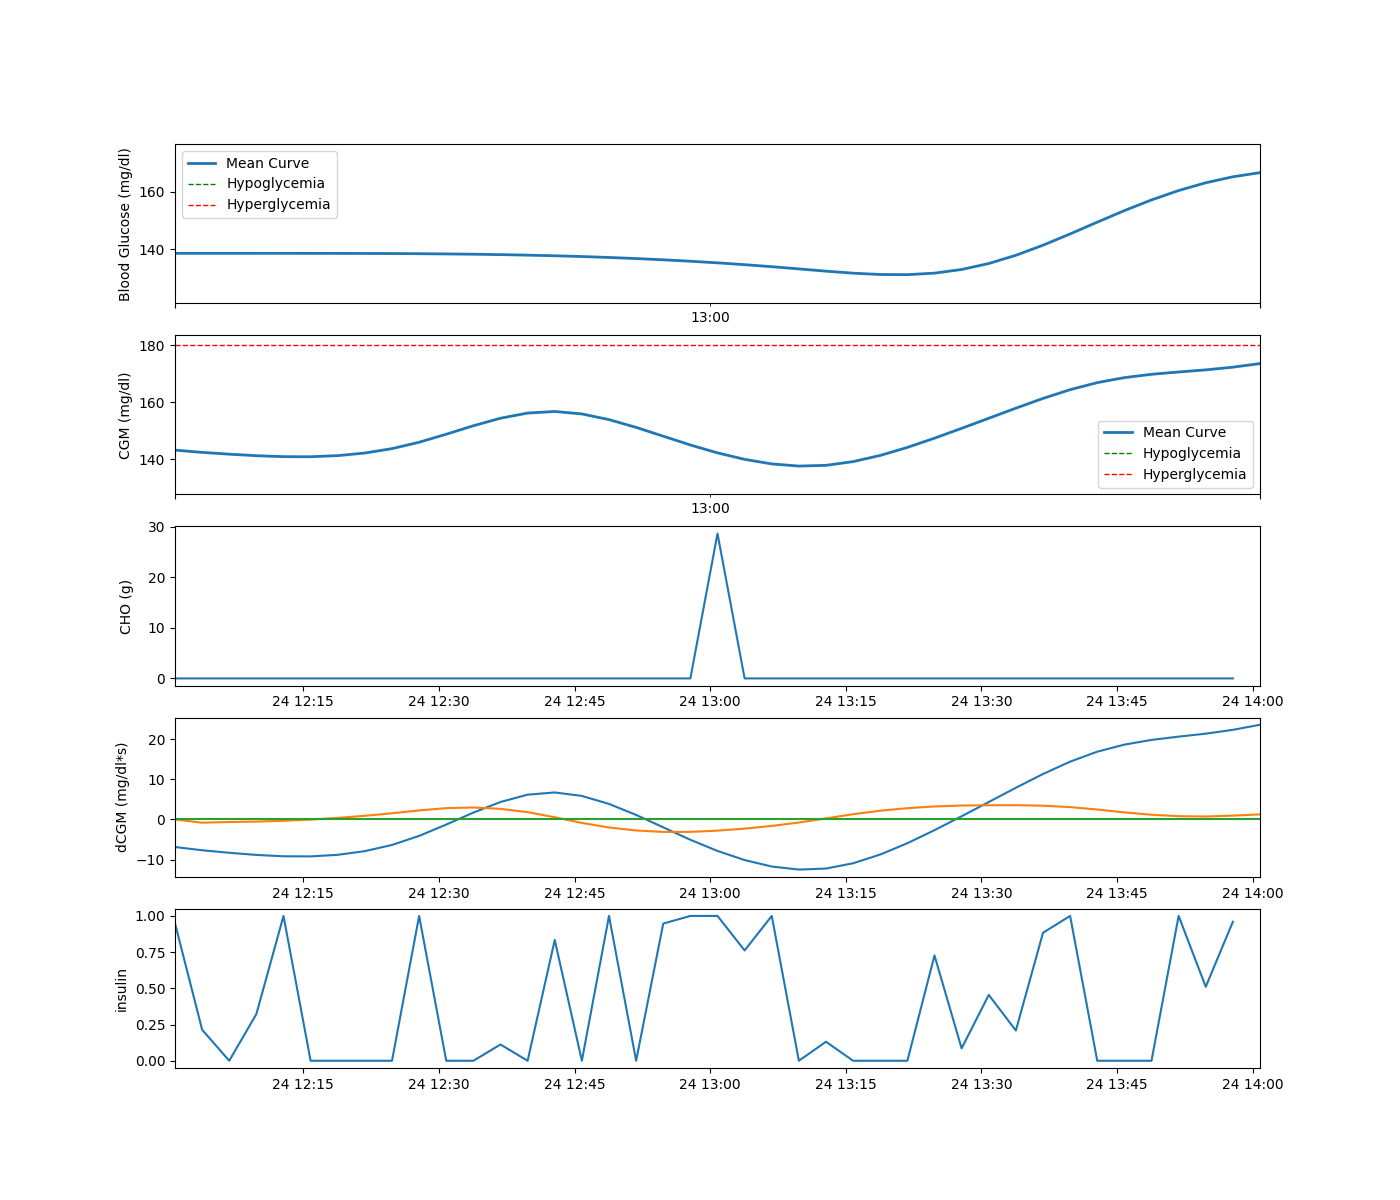 Blood Glucose (mg/dl)
160
140
Mean Curve
Hypoglycemia
Hyperglycemia
13:00
CGM (mg/dl)
180
160
140
Mean Curve
Hypoglycemia
Hyperglycemia
13:00
CHO (g)
30
20
10
0
24 12:15 24 12:30 24 12:45 24 13:00 24 13:15 24 13:30 24 13:45 24 14:00
dCGM (mg/dl*s)
20
10
0
−10
24 12:15 24 12:30 24 12:45 24 13:00 24 13:15 24 13:30 24 13:45 24 14:00
insulin
1.00
0.75
0.50
0.25
0.00
24 12:15 24 12:30 24 12:45 24 13:00 24 13:15 24 13:30 24 13:45 24 14:00